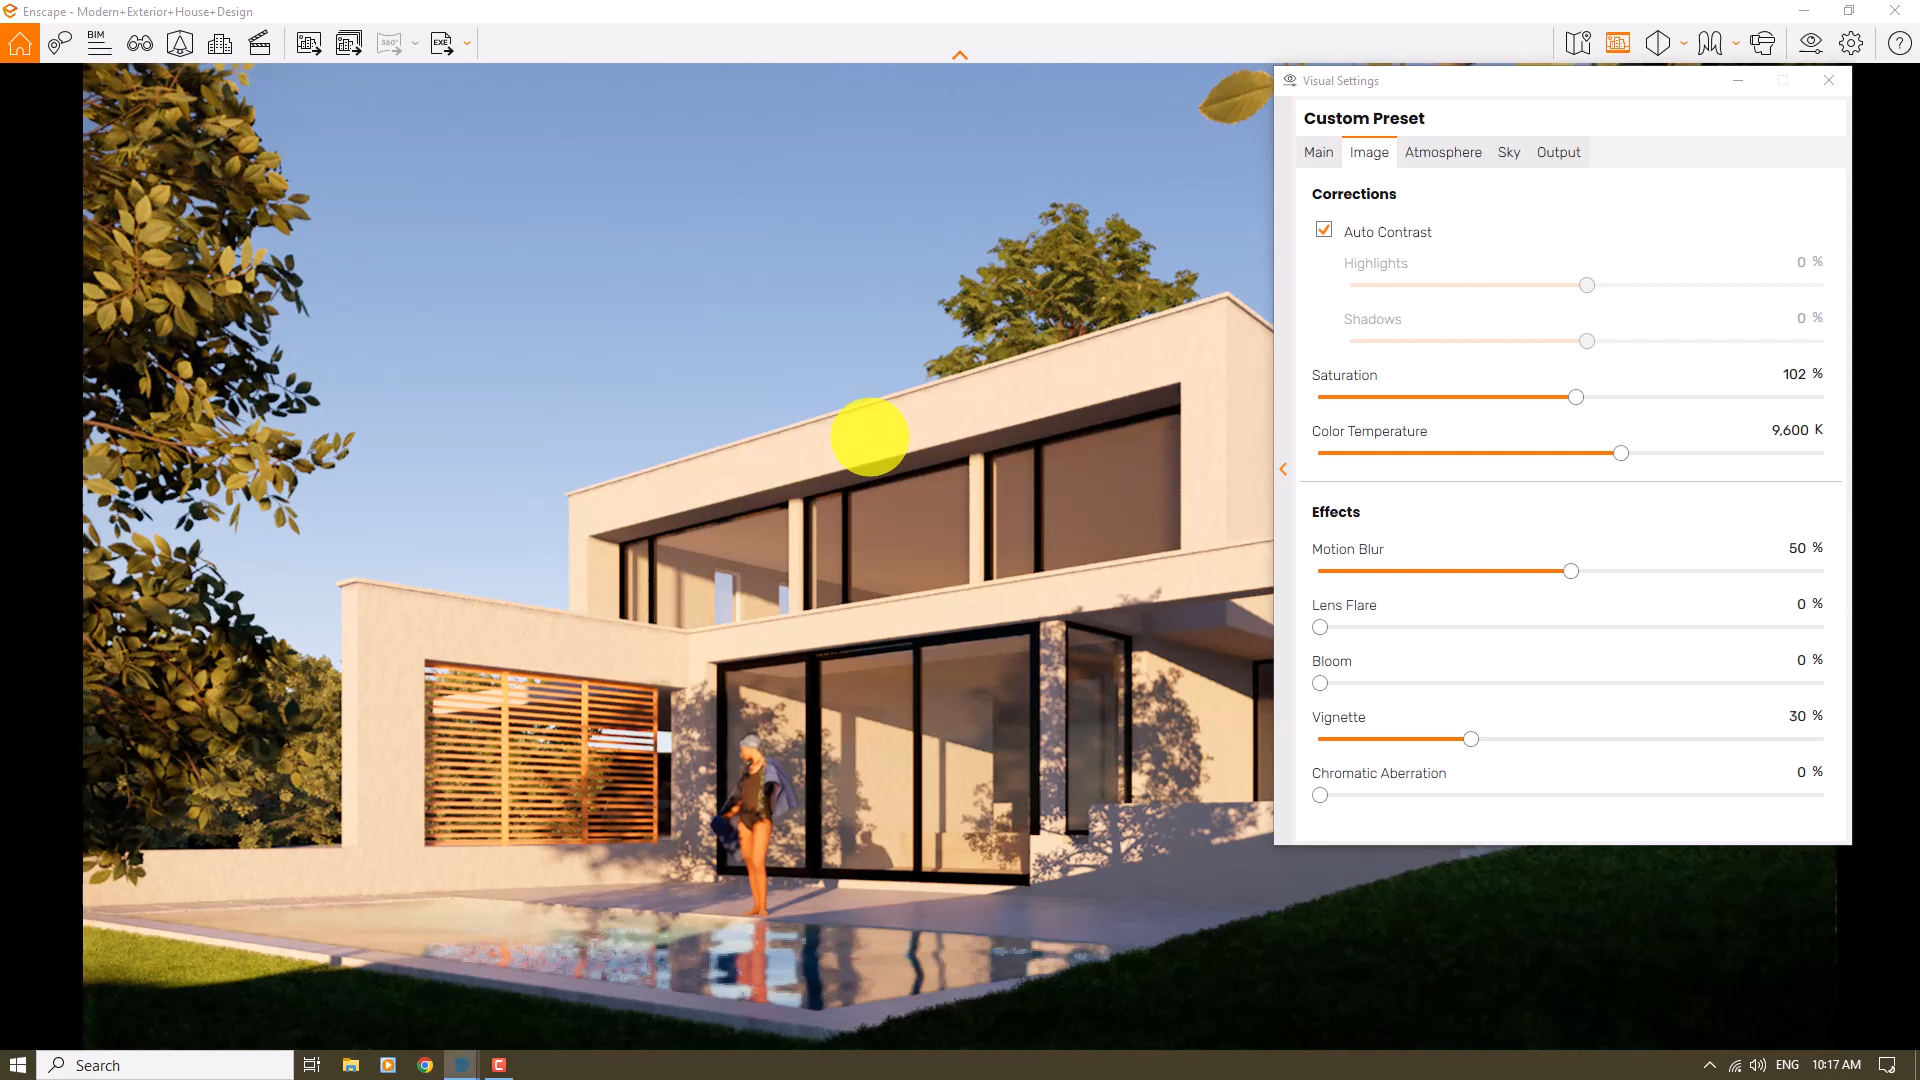 Enscape - Modern+Exterior+House+Design
BIM
360°
EXE
Visual Settings
Custom Preset
Main Image Atmosphere Sky Output
Corrections
Auto Contrast
Highlights 0 %
Shadows 0 %
Saturation 102 %
Color Temperature 9,600 K
Effects
Motion Blur 50 %
Lens Flare 0 %
Bloom 0 %
Vignette 30 %
Chromatic Aberration 0 %
Search
ENG 10:17 AM